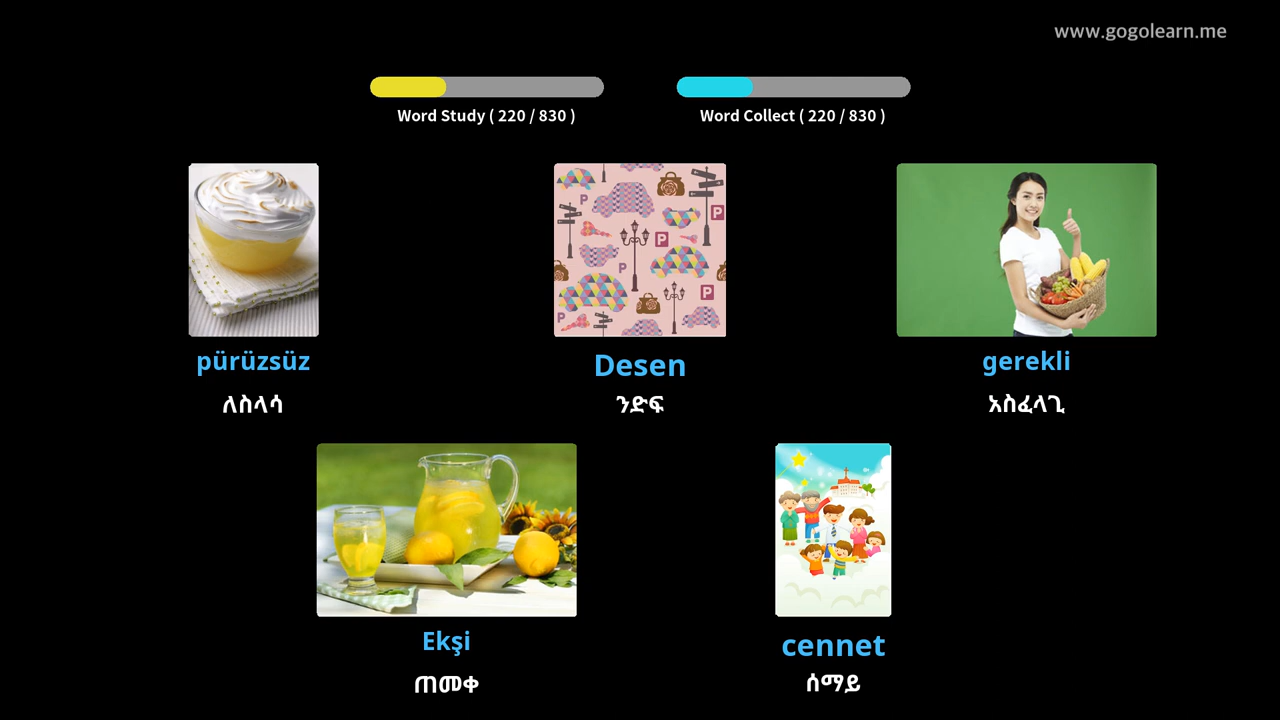 www.gogolearn.me
Word Study ( 220 / 830 )
Word Collect ( 220 / 830 )
P
P
P
P
P
P
pürüzsüz
Desen
gerekli
ለስላሳ
ንድፍ
አስፈላጊ
Ekşi
cennet
ጠመቀ
ሰማይ